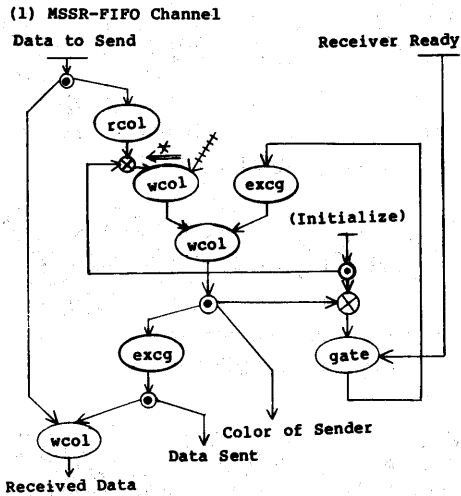 (1) MSSR-FIFO Channel
Data to Send
Receiver Ready
rcol
*
wcol
excg
(Initialize)
wcol
excg
gate
wcol
Color of Sender
Data Sent
Received Data